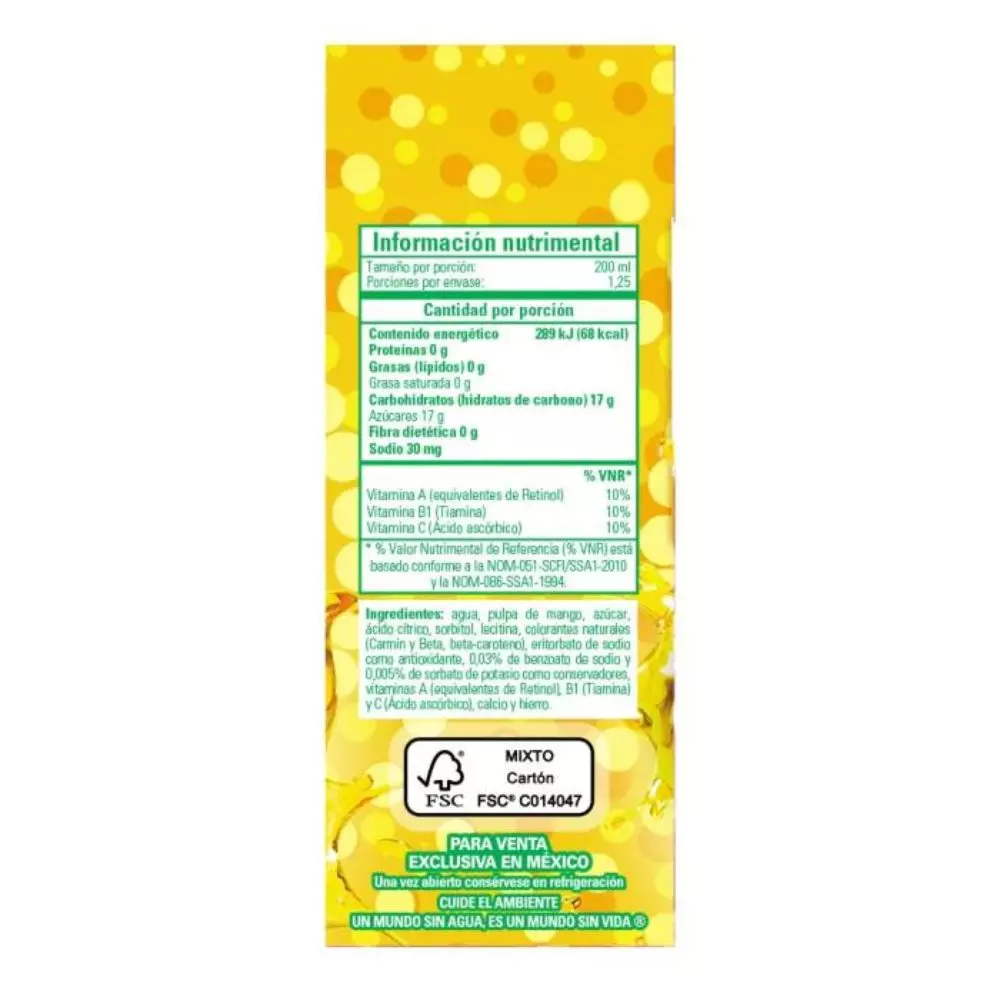 Información nutrimental
Tamaño por porción: 200 ml
Porciones por envase: 1,25
Cantidad por porción
Contenido energético 289 kJ (68 kcal)
Proteínas 0 g
Grasas (lípidos) 0 g
Grasa saturada 0 g
Carbohidratos (hidratos de carbono) 17 g
Azúcares 17 g
Fibra dietética 0 g
Sodio 30 mg
% VNR*
Vitamina A (equivalentes de Retinol) 10%
Vitamina B1 (Tiamina) 10%
Vitamina C (Ácido ascórbico) 10%
* % Valor Nutrimental de Referencia (% VNR) está
basado conforme a la NOM-051-SCFI/SSA1-2010
y la NOM-086-SSA1-1994.
Ingredientes: agua, pulpa de mango, azúcar,
ácido cítrico, sorbitol, lecitina, colorantes naturales
(Carmín y Beta, beta-caroteno), eritorbato de sodio
como antioxidante, 0,03% de benzoato de sodio y
0,005% de sorbato de potasio como conservadores,
vitaminas A (equivalentes de Retinol), B1 (Tiamina)
y C (Ácido ascórbico), calcio y hierro.
MIXTO
Cartón
FSC® C014047
® FSC
PARA VENTA
EXCLUSIVA EN MÉXICO
Una vez abierto consérvese en refrigeración
CUIDE EL AMBIENTE
UN MUNDO SIN AGUA, ES UN MUNDO SIN VIDA ®